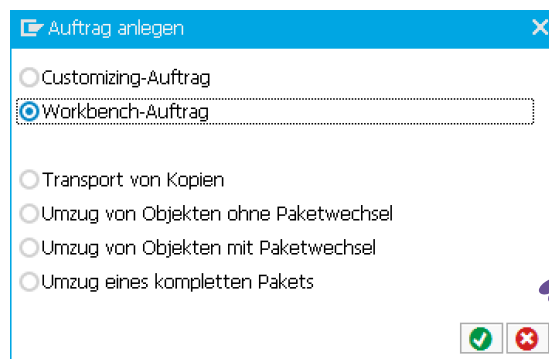 Auftrag anlegen
Customizing-Auftrag
Workbench-Auftrag
Transport von Kopien
Umzug von Objekten ohne Paketwechsel
Umzug von Objekten mit Paketwechsel
Umzug eines kompletten Pakets